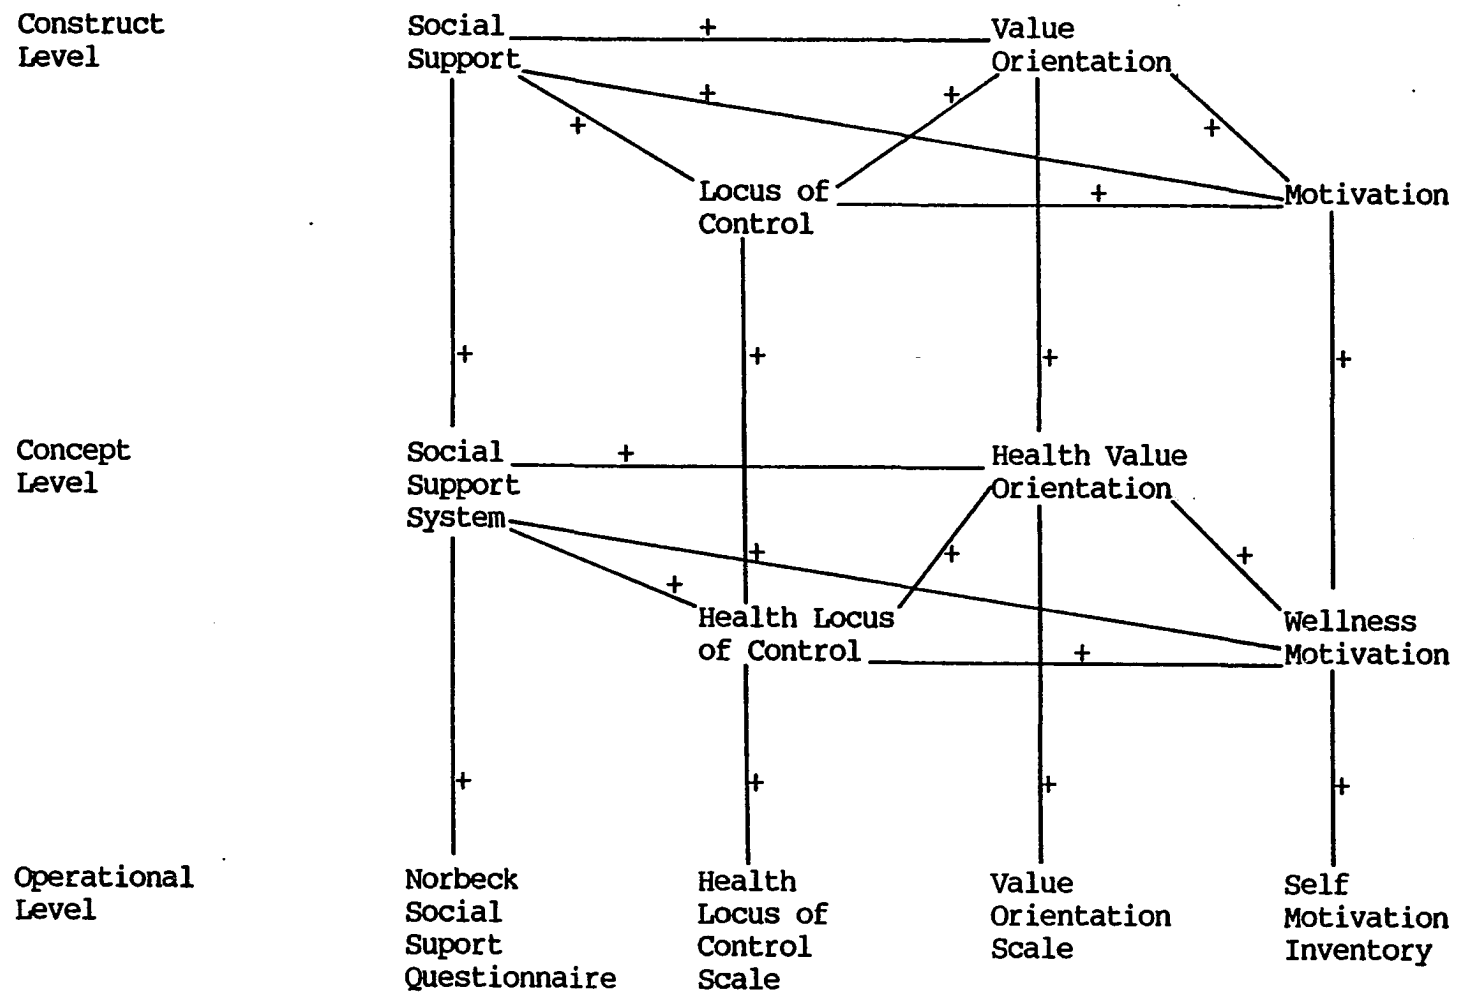 Construct
Level
Social
Support
+
Value
Orientation
+
+
+
+
Locus of
Control
+
Motivation
+
+
+
+
Concept
Level
Social
Support
System
+
Health Value
Orientation
+
+
+
+
Health Locus
of Control
+
Wellness
Motivation
+
+
+
+
Operational
Level
Norbeck
Social
Suport
Questionnaire
Health
Locus of
Control
Scale
Value
Orientation
Scale
Self
Motivation
Inventory